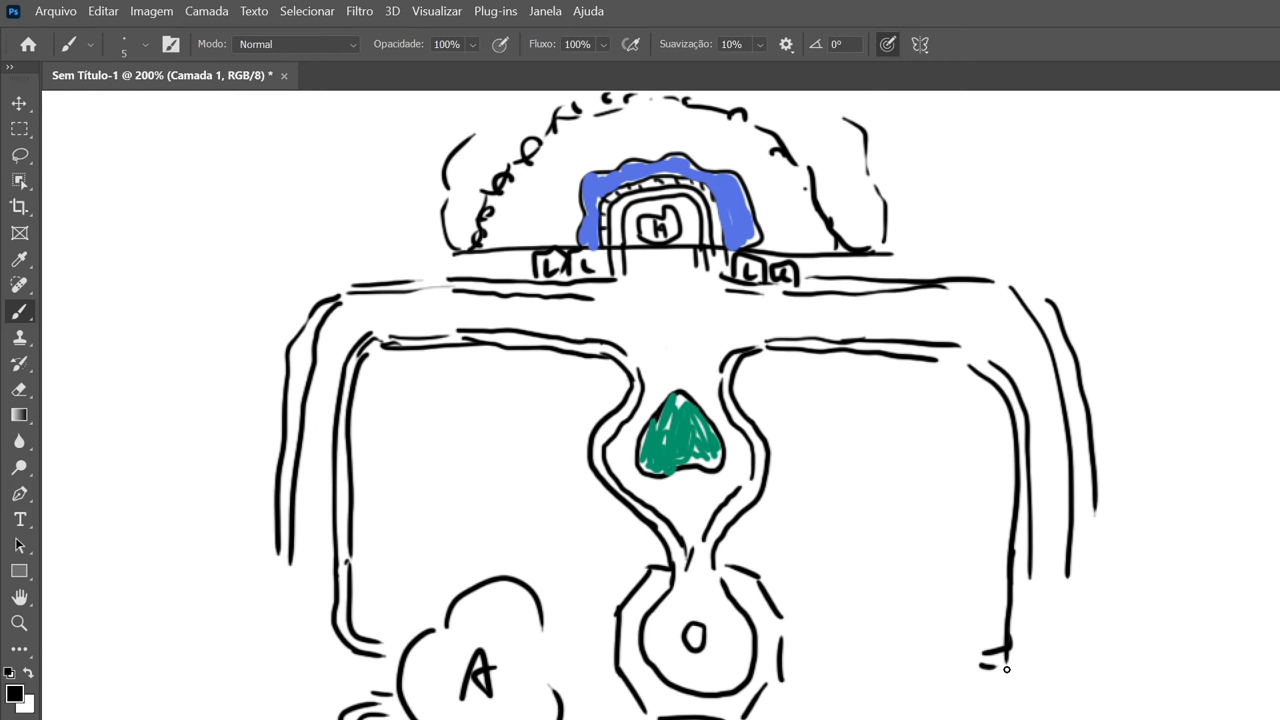 Ps Arquivo Editar Imagem Camada Texto Selecionar Filtro 3D Visualizar Plug-ins Janela Ajuda
5 Modo: Normal Opacidade: 100% Fluxo: 100% Suavização: 10% 0°
Sem Título-1 @ 200% (Camada 1, RGB/8) *
H
L L L
A